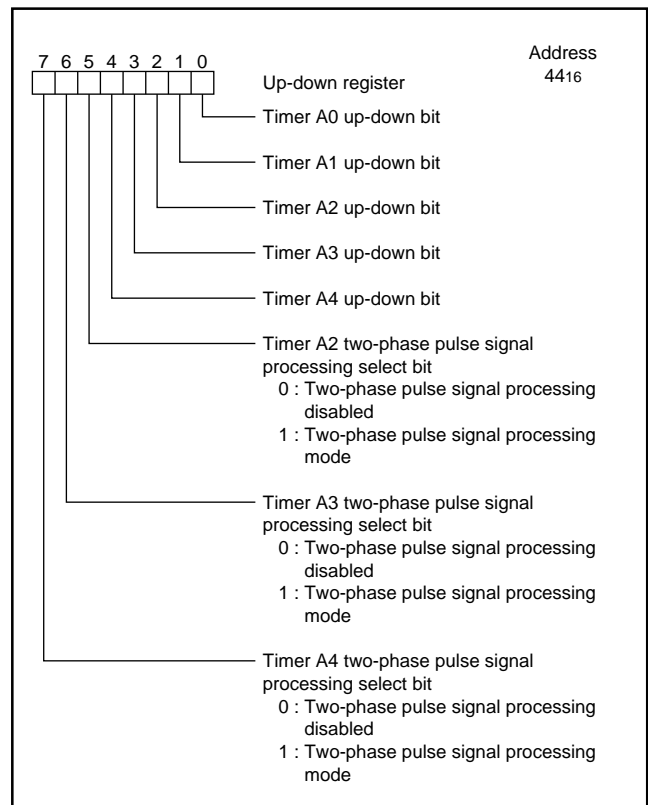 Address
44₁₆
7 6 5 4 3 2 1 0
Up-down register
Timer A0 up-down bit
Timer A1 up-down bit
Timer A2 up-down bit
Timer A3 up-down bit
Timer A4 up-down bit
Timer A2 two-phase pulse signal
processing select bit
0 : Two-phase pulse signal processing
disabled
1 : Two-phase pulse signal processing
mode
Timer A3 two-phase pulse signal
processing select bit
0 : Two-phase pulse signal processing
disabled
1 : Two-phase pulse signal processing
mode
Timer A4 two-phase pulse signal
processing select bit
0 : Two-phase pulse signal processing
disabled
1 : Two-phase pulse signal processing
mode